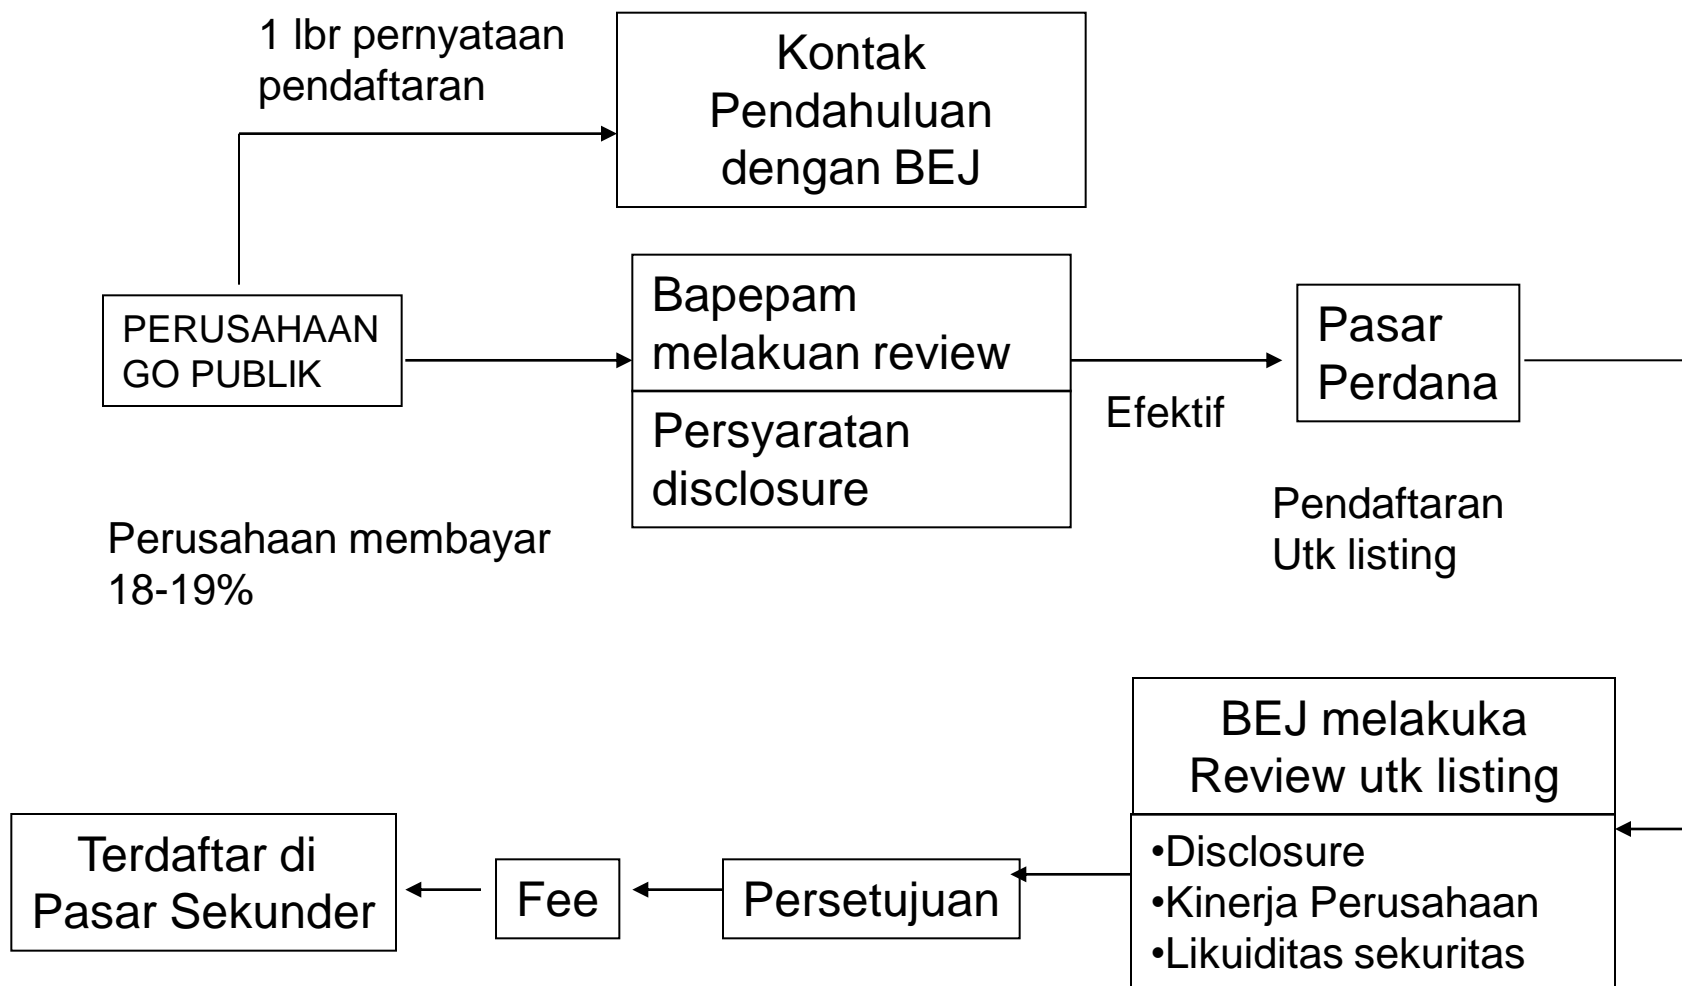 1 lbr pernyataan
pendaftaran
Kontak
Pendahuluan
dengan BEJ
PERUSAHAAN
GO PUBLIK
Bapepam
melakuan review
Persyaratan
disclosure
Efektif
Pasar
Perdana
Perusahaan membayar
18-19%
Pendaftaran
Utk listing
BEJ melakuka
Review utk listing
•Disclosure
•Kinerja Perusahaan
•Likuiditas sekuritas
Persetujuan
Fee
Terdaftar di
Pasar Sekunder